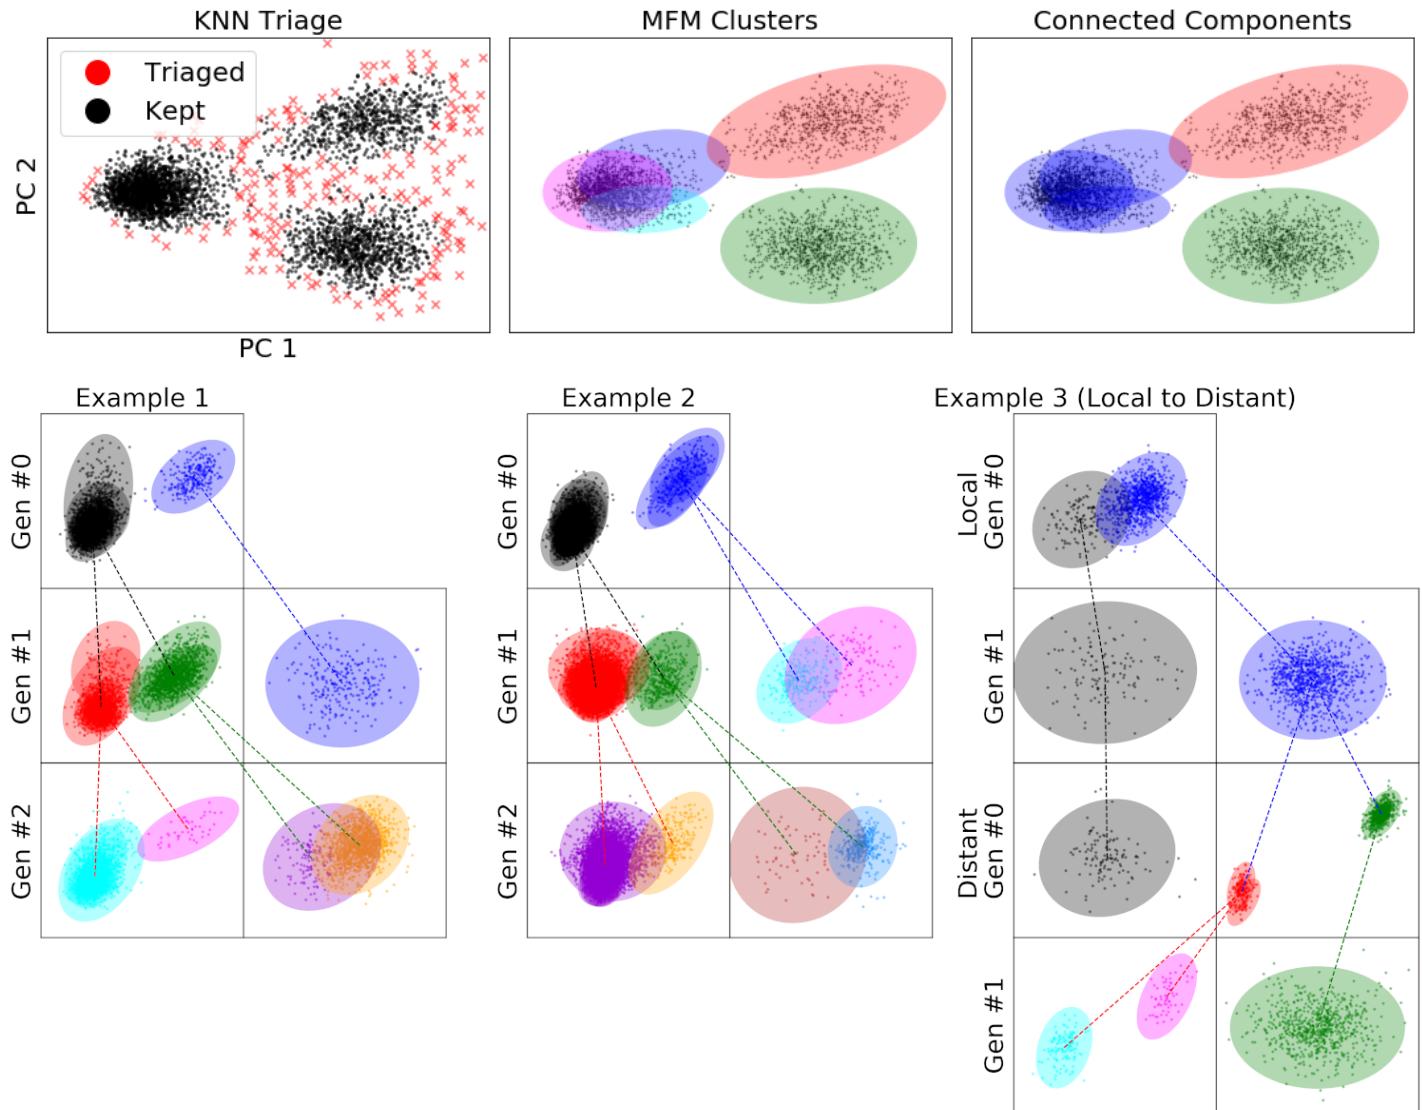 KNN Triage
MFM Clusters
Connected Components
Triaged
Kept
PC 2
PC 1
Example 1
Example 2
Example 3 (Local to Distant)
Gen #0
Gen #1
Gen #2
Gen #0
Gen #1
Gen #2
Local
Gen #0
Gen #1
Distant
Gen #0
Gen #1